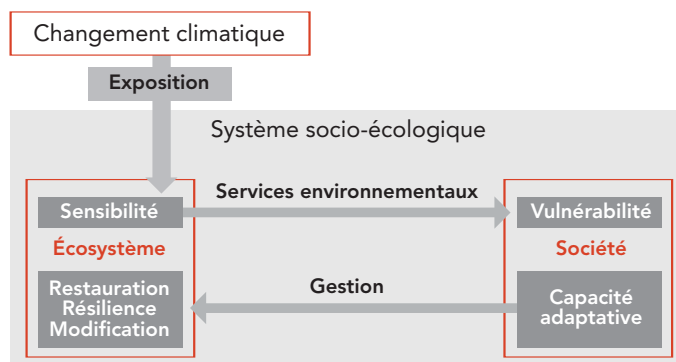 Changement climatique
Exposition
Système socio-écologique
Services environnementaux
Sensibilité
Vulnérabilité
Écosystème
Société
Gestion
Restauration
Résilience
Modification
Capacité
adaptative